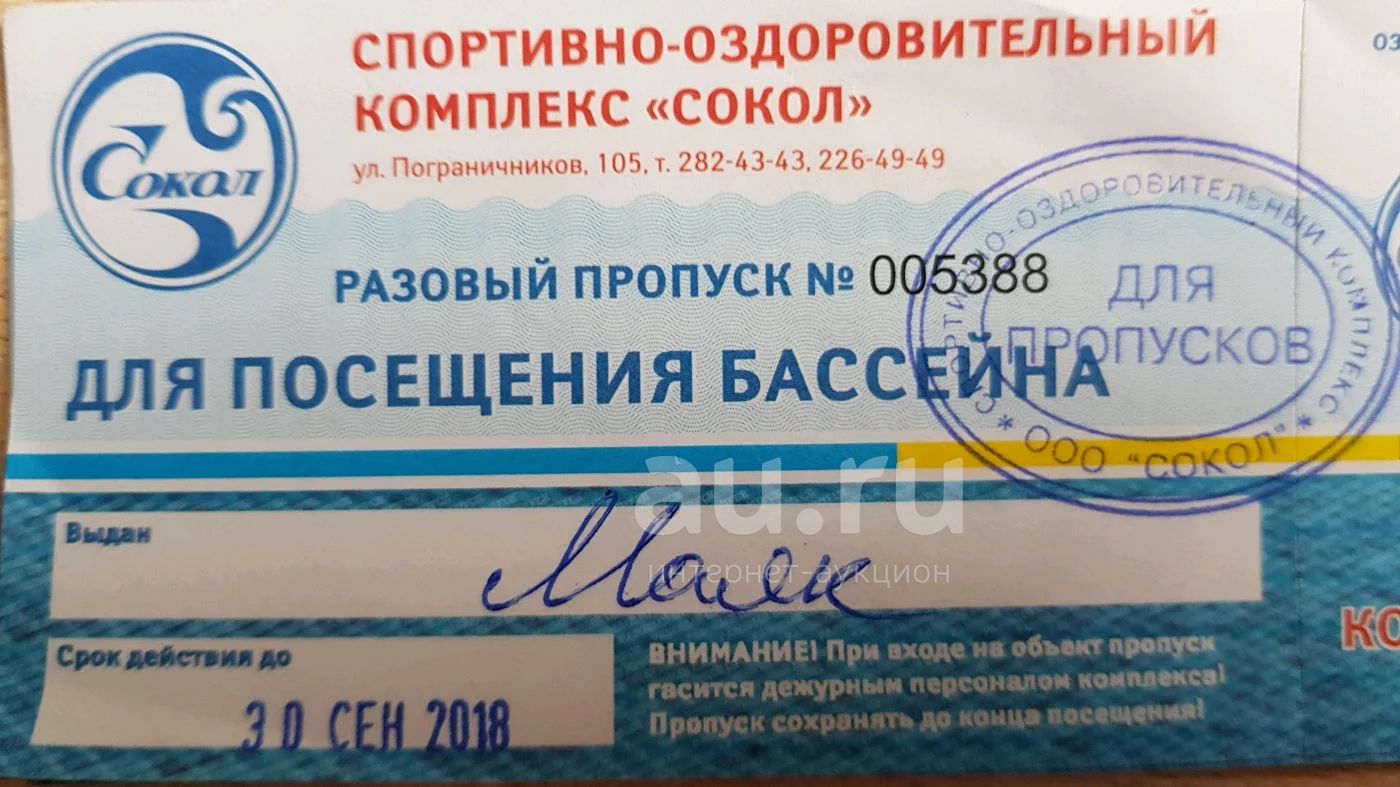 СПОРТИВНО-ОЗДОРОВИТЕЛЬНЫЙ
КОМПЛЕКС «СОКОЛ»
ул. Пограничников, 105, т. 282-43-43, 226-49-49
СОКОЛ
РАЗОВЫЙ ПРОПУСК № 005388
ДЛЯ ПОСЕЩЕНИЯ БАССЕЙНА
СПОРТИВНО-ОЗДОРОВИТЕЛЬНЫЙ КОМПЛЕКС
ДЛЯ
ПРОПУСКОВ
* ООО "СОКОЛ" *
au.ru
интернет-аукцион
Выдан
Маяк
Срок действия до
30 СЕН 2018
ВНИМАНИЕ! При входе на объект пропуск
гасится дежурным персоналом комплекса!
Пропуск сохранять до конца посещения!